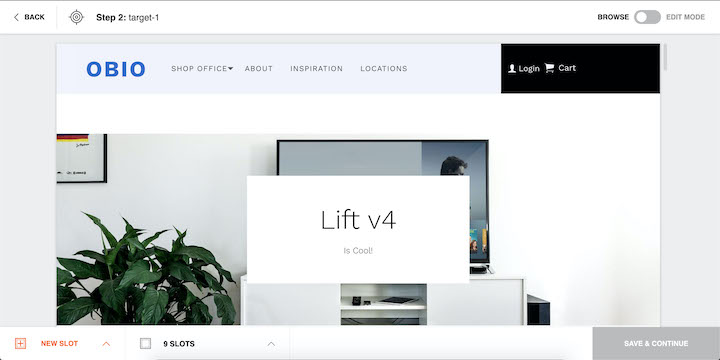 BACK
Step 2: target-1
BROWSE
EDIT MODE
OBIO
SHOP OFFICE
ABOUT
INSPIRATION
LOCATIONS
Login
Cart
Lift v4
Is Cool!
NEW SLOT
9 SLOTS
SAVE & CONTINUE